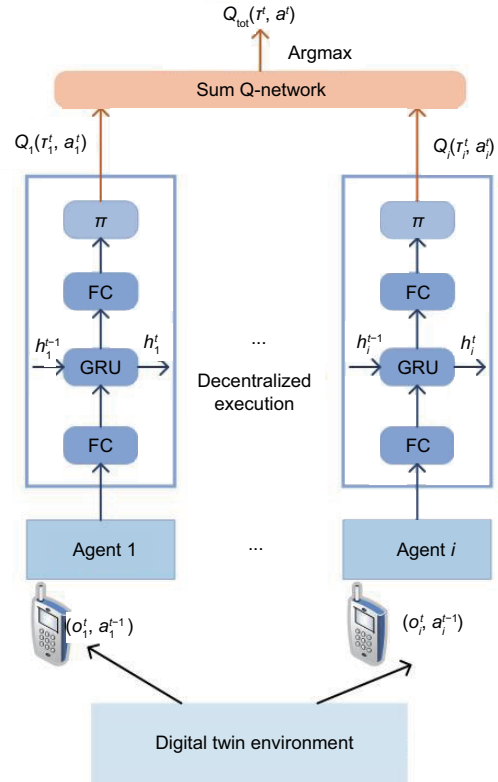 Q_tot(τ^t, a^t)
Argmax
Sum Q-network
Q_1(τ_1^t, a_1^t)
Q_i(τ_i^t, a_i^t)
π
π
FC
FC
h_1^{t-1}
h_1^t
...
h_i^{t-1}
h_i^t
GRU
GRU
Decentralized
execution
FC
FC
Agent 1
...
Agent i
(o_1^t, a_1^{t-1})
(o_i^t, a_i^{t-1})
Digital twin environment